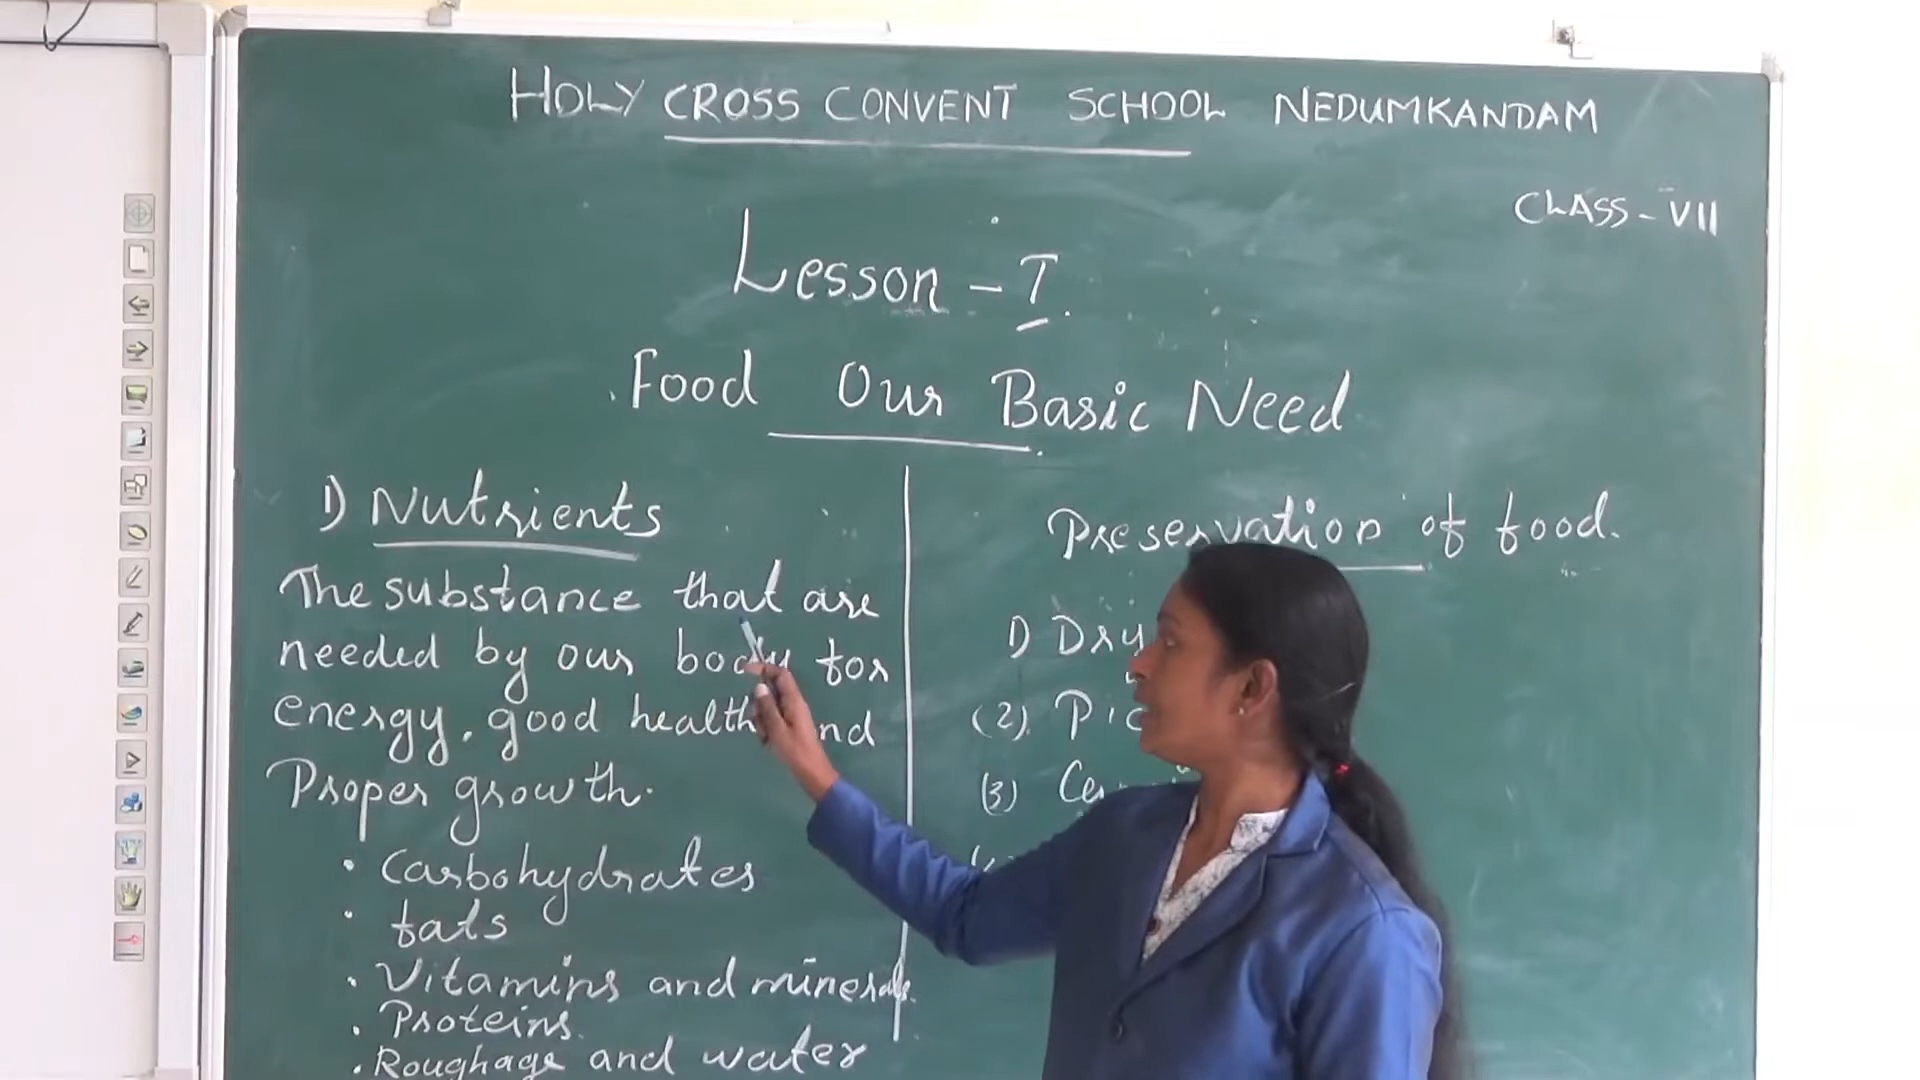 HOLY CROSS CONVENT SCHOOL NEDUMKANDAM
CLASS - VII
Lesson - I
Food Our Basic Need
1) Nutrients
The substance that are
needed by our body for
energy, good health and
Proper growth.
• Carbohydrates
• fats
• Vitamins and minerals.
• Proteins.
• Roughage and water
Preservation of food.
1)
(2).
(3)